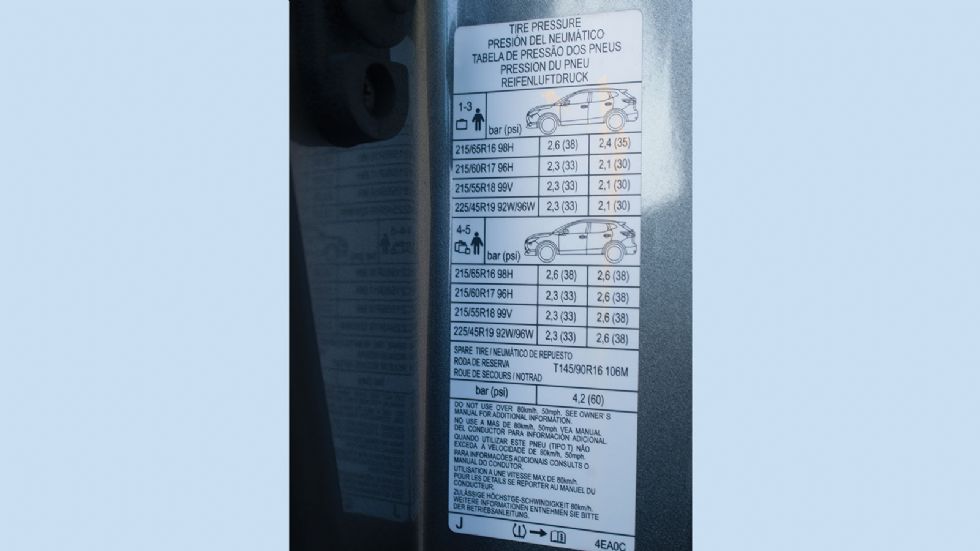 TIRE PRESSURE
PRESIÓN DEL NEUMÁTICO
TABELA DE PRESSÃO DOS PNEUS
PRESSION DU PNEU
REIFENLUFTDRUCK
1-3
bar (psi)
215/65R16 98H 2,6 (38) 2,4 (35)
215/60R17 96H 2,3 (33) 2,1 (30)
215/55R18 99V 2,3 (33) 2,1 (30)
225/45R19 92W/96W 2,3 (33) 2,1 (30)
4-5
bar (psi)
215/65R16 98H 2,6 (38) 2,6 (38)
215/60R17 96H 2,3 (33) 2,6 (38)
215/55R18 99V 2,3 (33) 2,6 (38)
225/45R19 92W/96W 2,3 (33) 2,6 (38)
SPARE TIRE / NEUMÁTICO DE REPUESTO
RODA DE RESERVA
ROUE DE SECOURS / NOTRAD
T145/90R16 106M
bar (psi) 4,2 (60)
DO NOT USE OVER 80km/h, 50mph. SEE OWNER'S
MANUAL FOR ADDITIONAL INFORMATION.
NO USE A MAS DE 80km/h, 50mph VEA MANUAL
DEL CONDUCTOR PARA INFORMACIÓN ADICIONAL.
QUANDO UTILIZAR ESTE PNEU (TIPO T) NÃO
EXCEDA A VELOCIDADE DE 80km/h, 50mph.
PARA INFORMAÇÕES ADICIONAIS CONSULTE O
MANUAL DO CONDUTOR.
UTILISATION A UNE VITESSE MAX DE 80km/h.
POUR LES DETAILS SE REPORTER AU MANUEL DU
CONDUCTEUR.
ZULÄSSIGE HÖCHSTGE-SCHWINDIGKEIT 80km/h.
WEITERE INFORMATIONEN ENTNEHMEN SIE BITTE
DER BETRIEBSANLEITUNG.
J 4EA0C